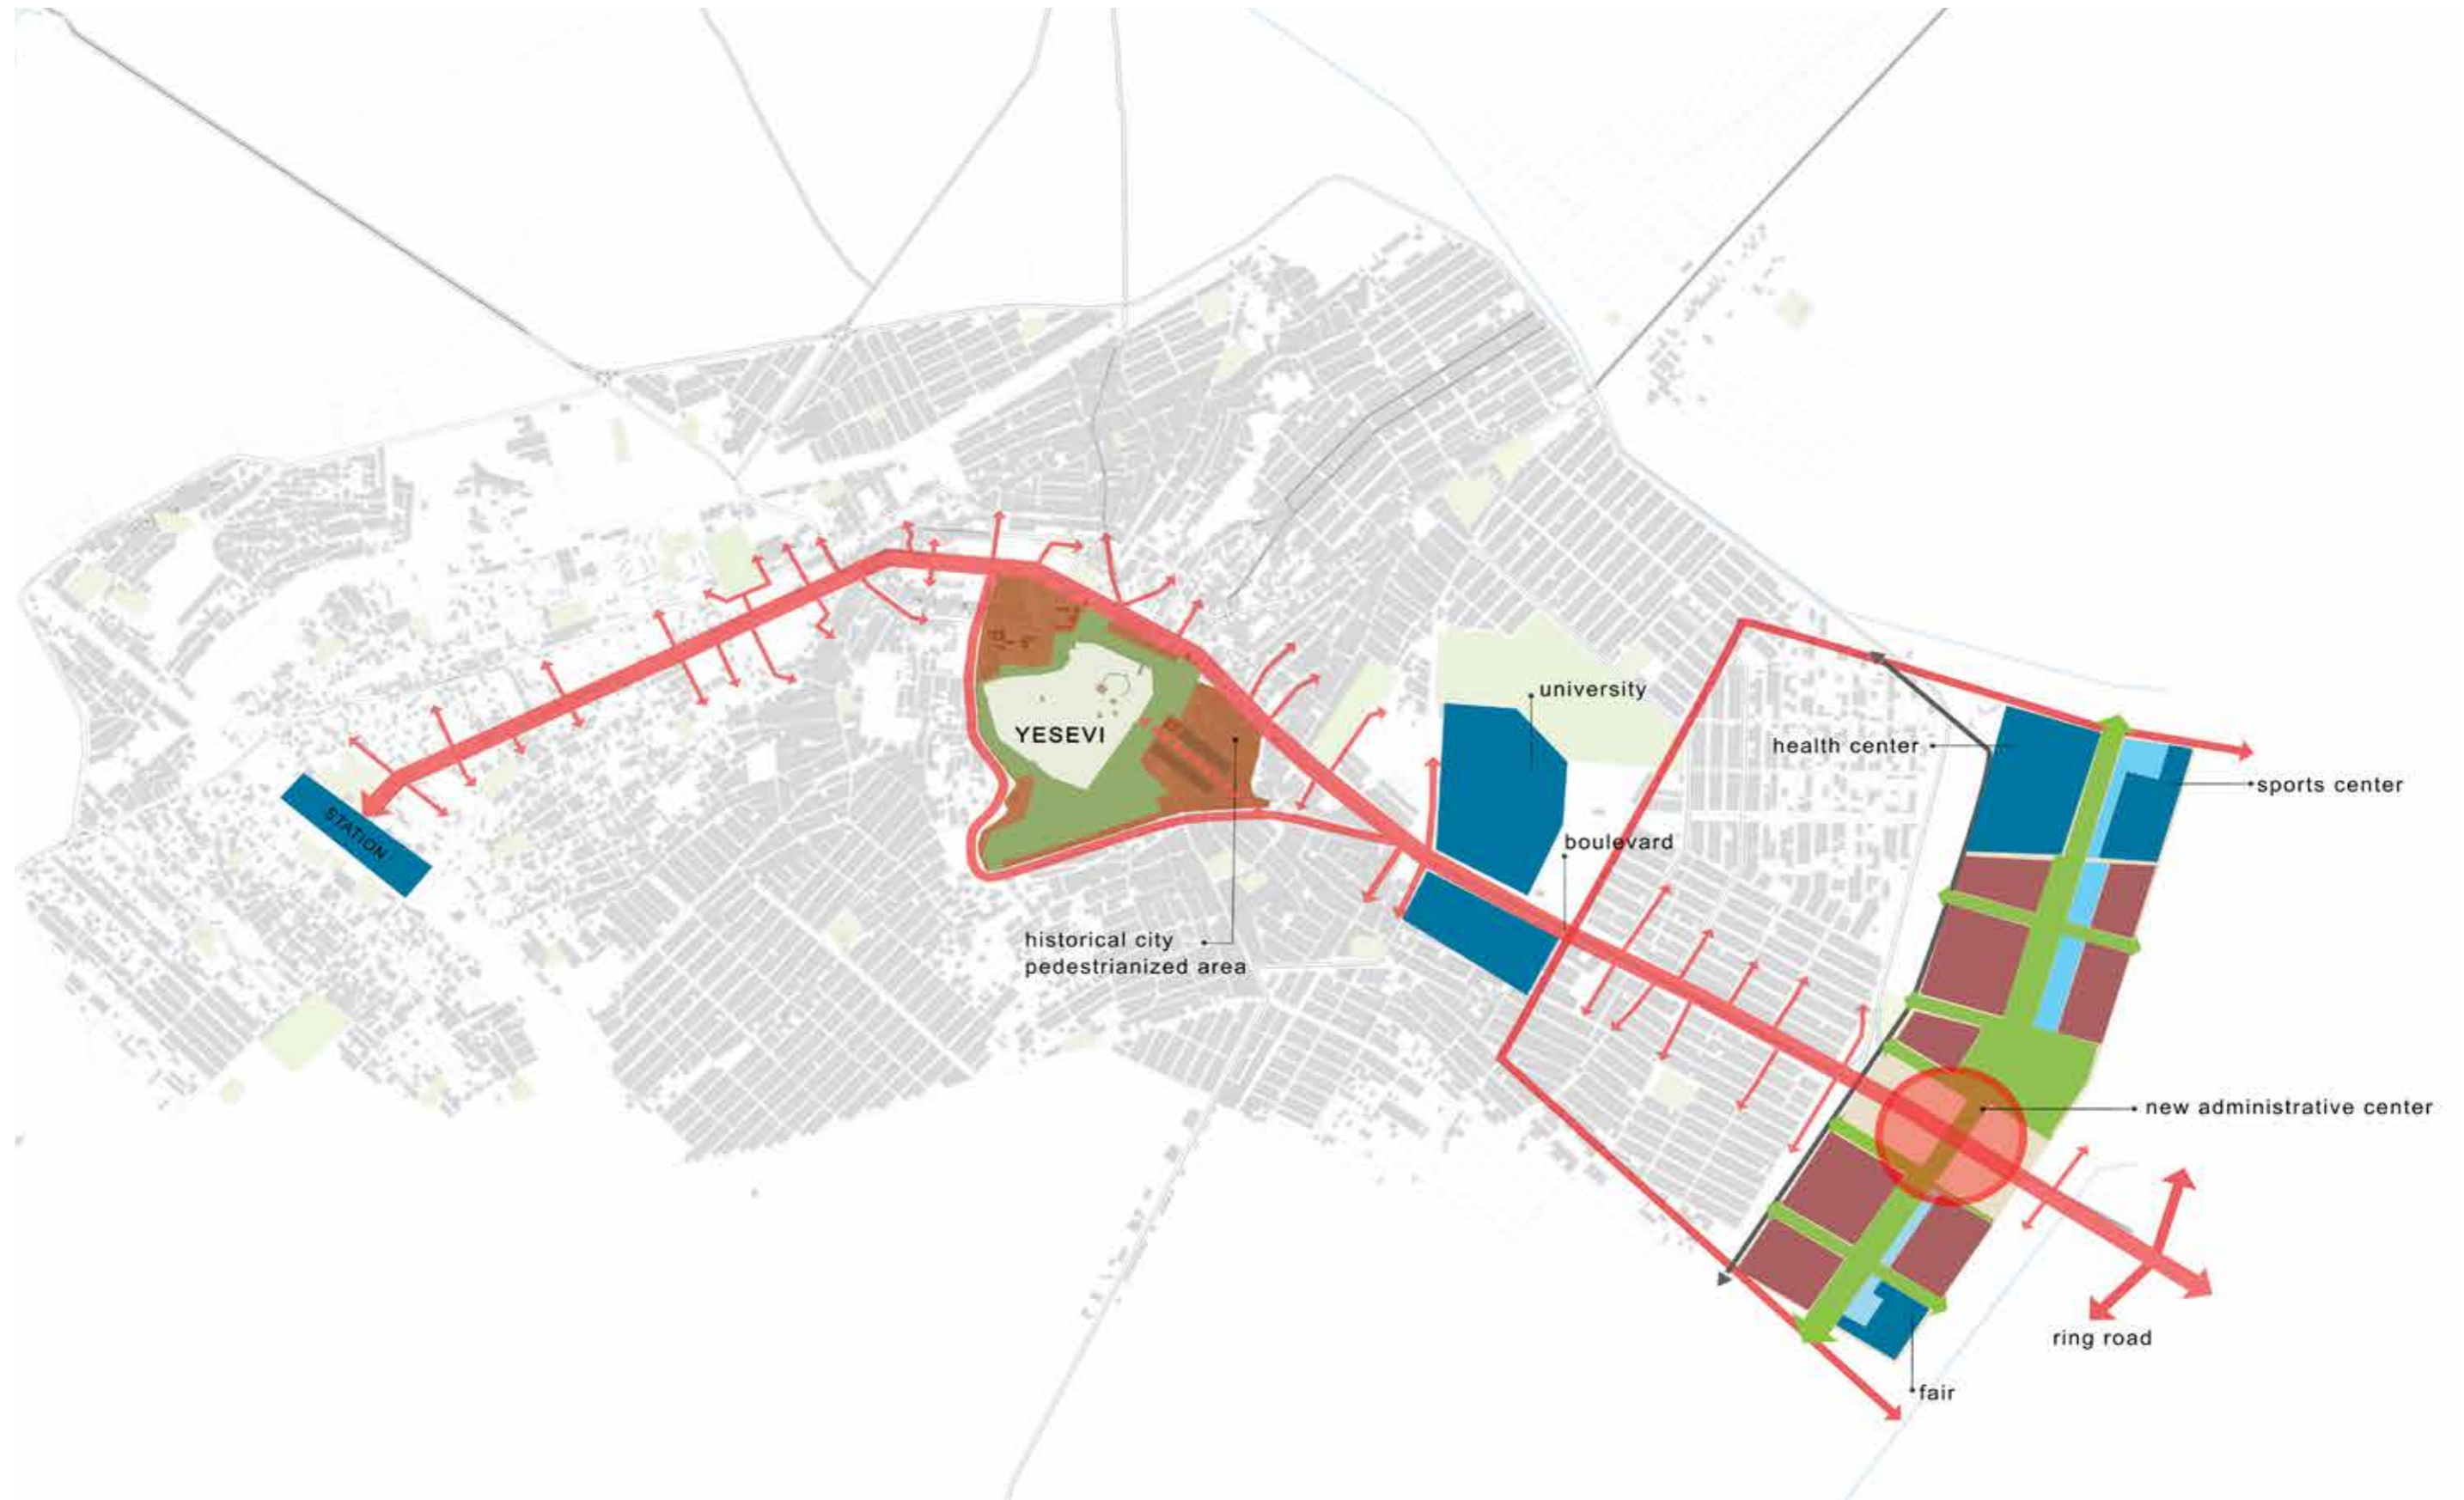 university
YESEVI
health center
sports center
STATION
boulevard
historical city
pedestrianized area
new administrative center
ring road
fair